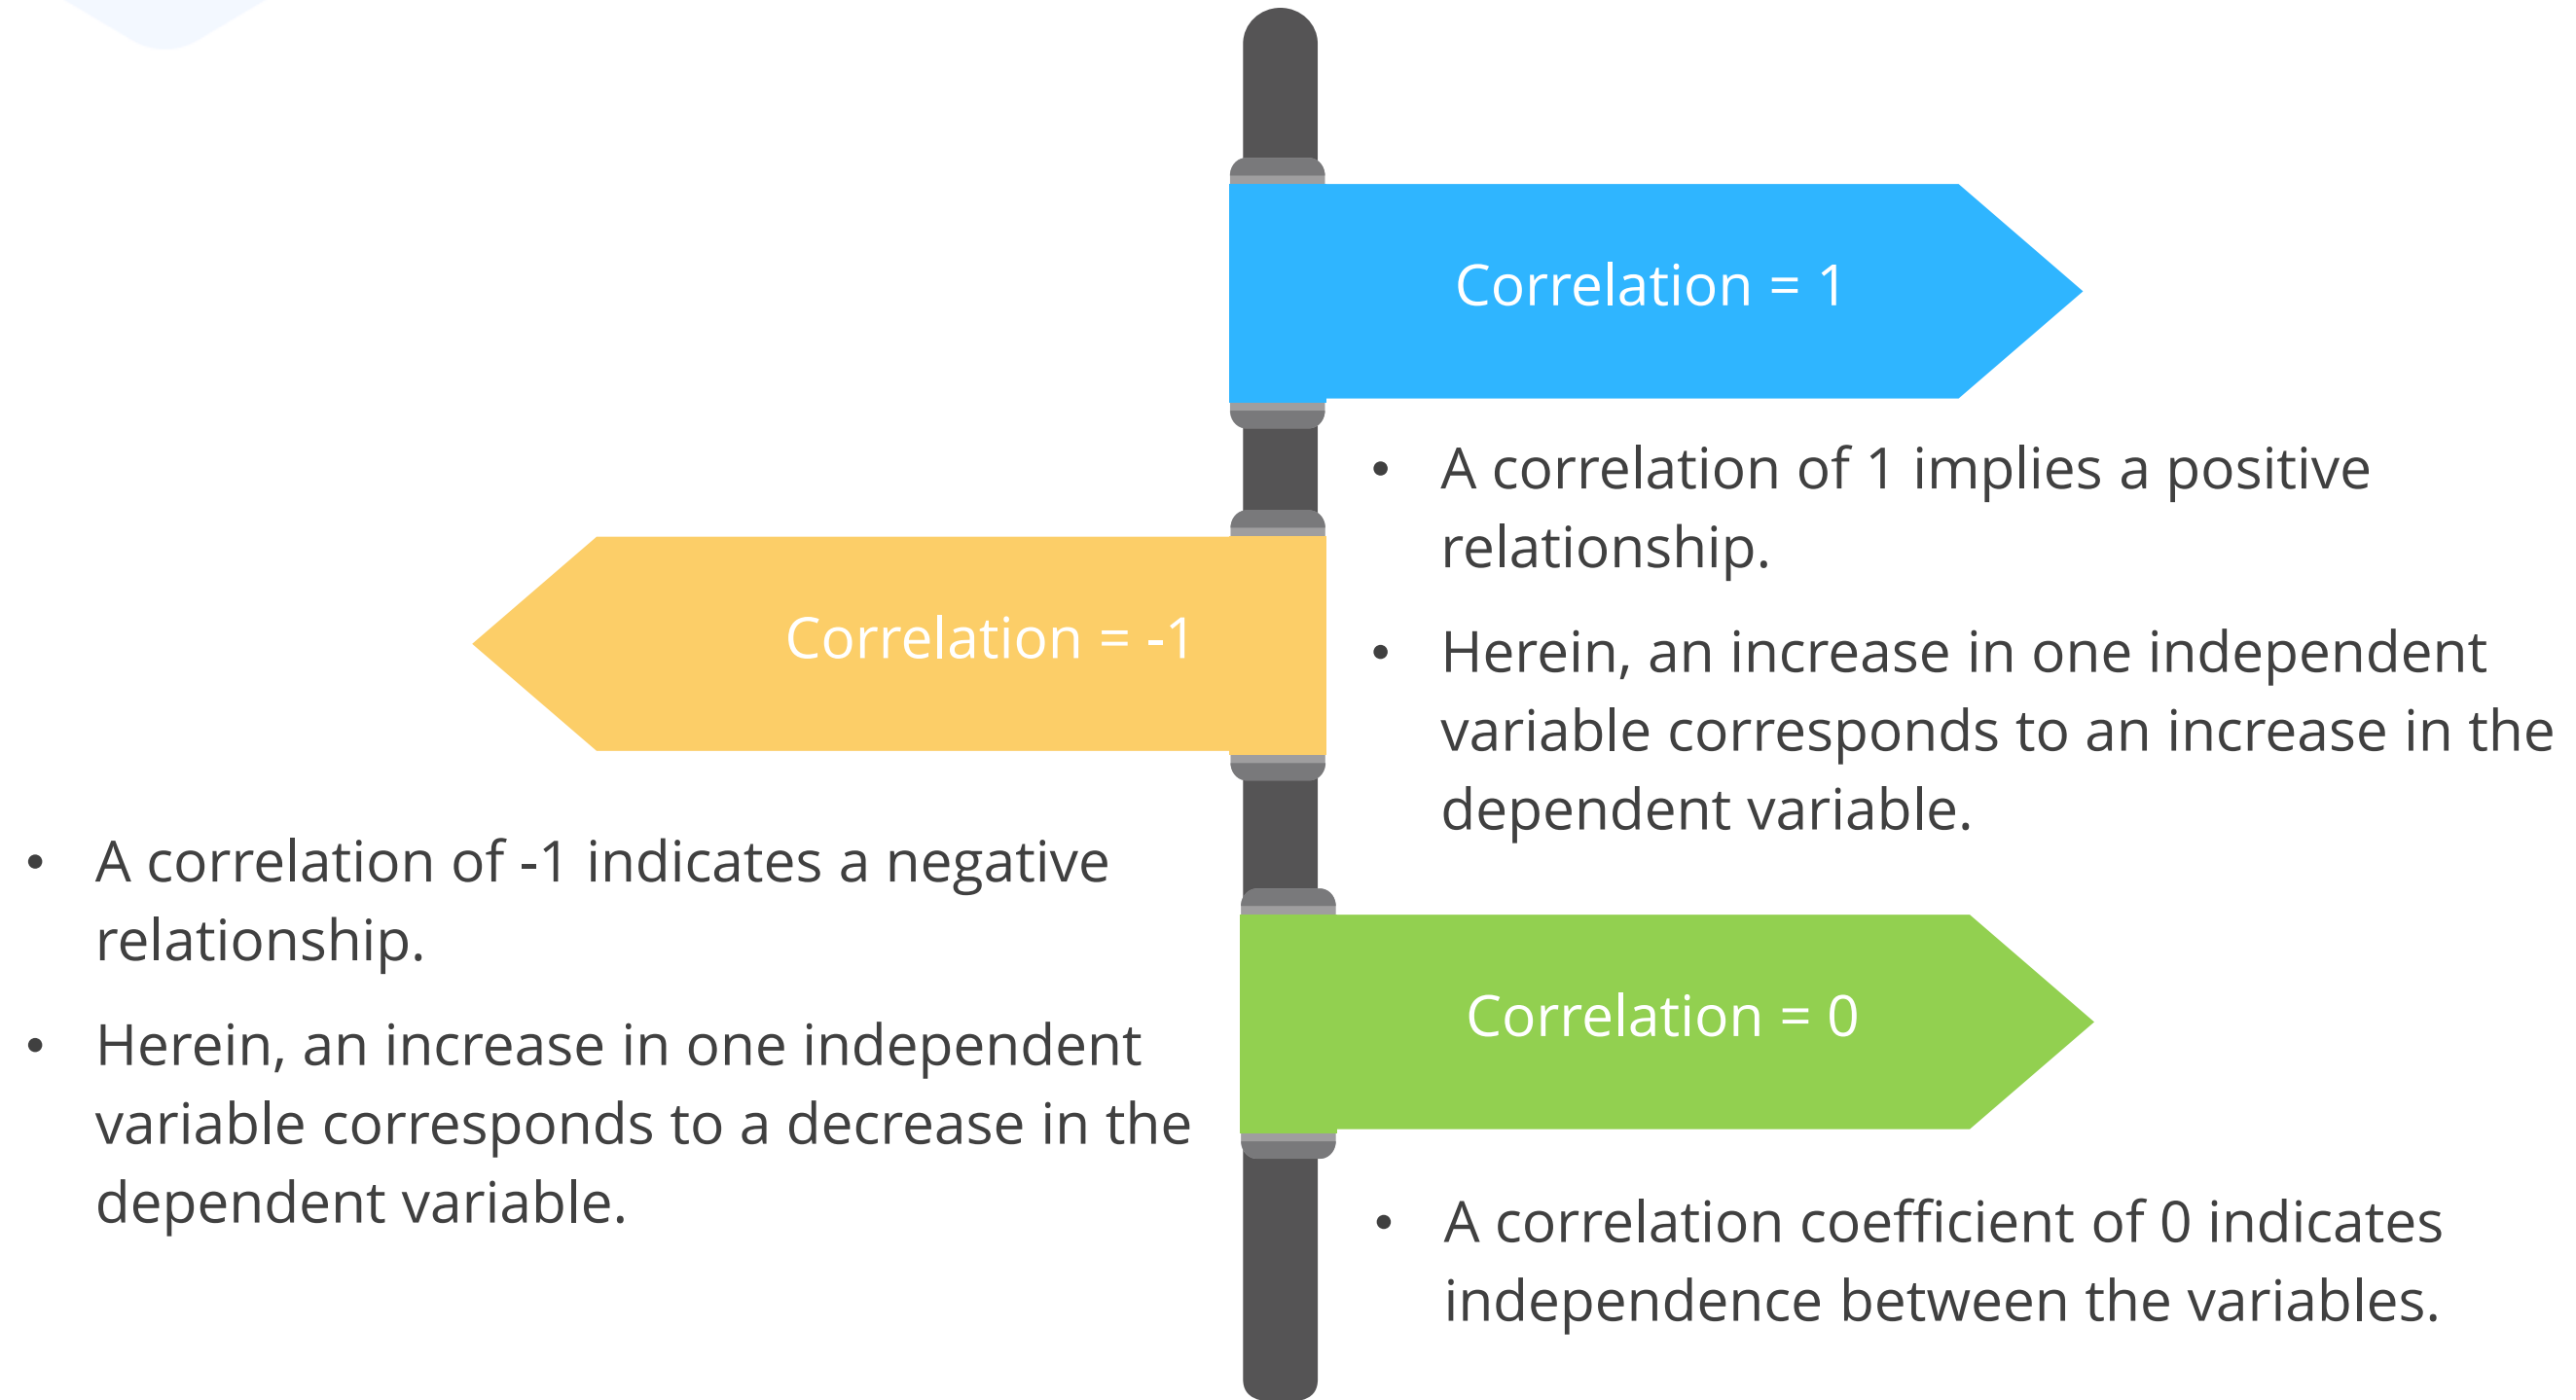 Correlation = 1
• A correlation of 1 implies a positive
relationship.
• Herein, an increase in one independent
variable corresponds to an increase in the
dependent variable.
Correlation = -1
• A correlation of -1 indicates a negative
relationship.
• Herein, an increase in one independent
variable corresponds to a decrease in the
dependent variable.
Correlation = 0
• A correlation coefficient of 0 indicates
independence between the variables.